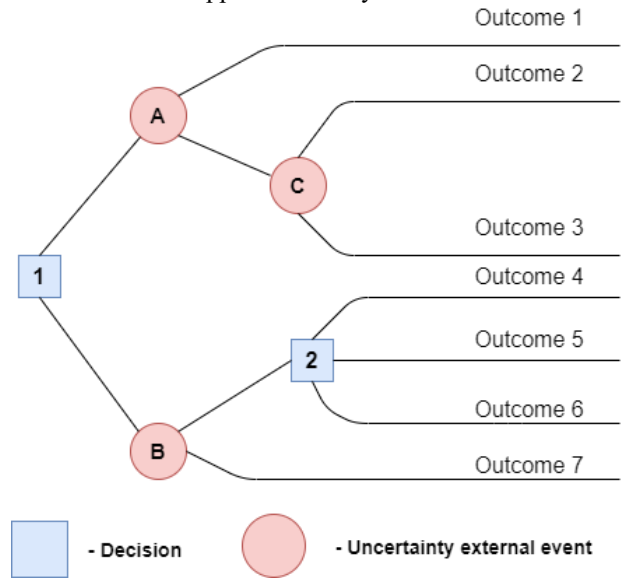 Outcome 1
Outcome 2
A
C
Outcome 3
1
Outcome 4
2
Outcome 5
Outcome 6
B
Outcome 7
- Decision
- Uncertainty external event